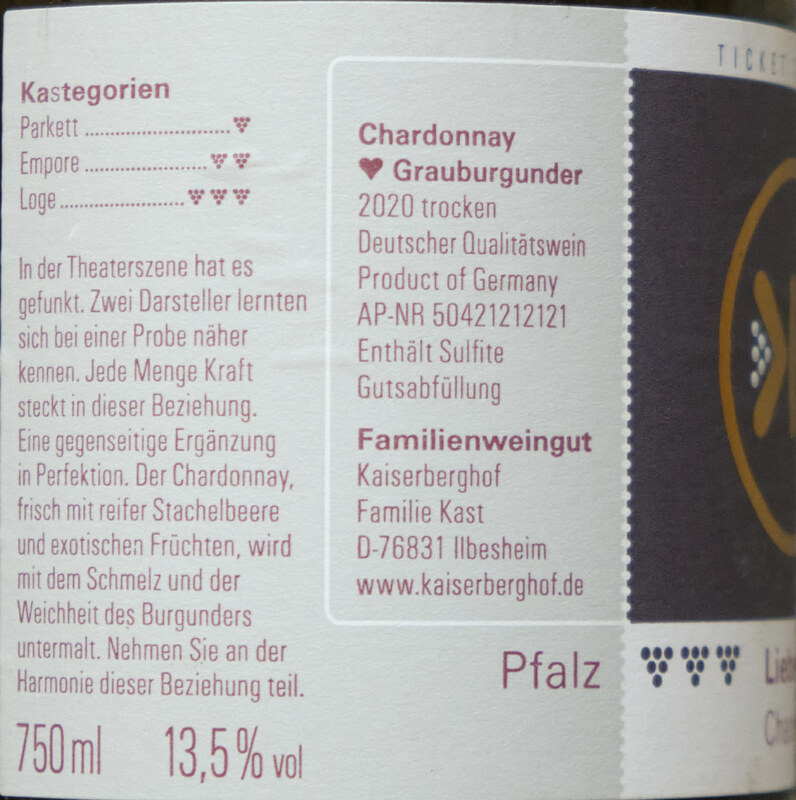 Kastegorien
Parkett
Empore
Loge
In der Theaterszene hat es
gefunkt. Zwei Darsteller lernten
sich bei einer Probe näher
kennen. Jede Menge Kraft
steckt in dieser Beziehung.
Eine gegenseitige Ergänzung
in Perfektion. Der Chardonnay,
frisch mit reifer Stachelbeere
und exotischen Früchten, wird
mit dem Schmelz und der
Weichheit des Burgunders
untermalt. Nehmen Sie an der
Harmonie dieser Beziehung teil.
750 ml 13,5 % vol
Chardonnay
♥ Grauburgunder
2020 trocken
Deutscher Qualitätswein
Product of Germany
AP-NR 50421212121
Enthält Sulfite
Gutsabfüllung
Familienweingut
Kaiserberghof
Familie Kast
D-76831 Ilbesheim
www.kaiserberghof.de
Pfalz
TICKET